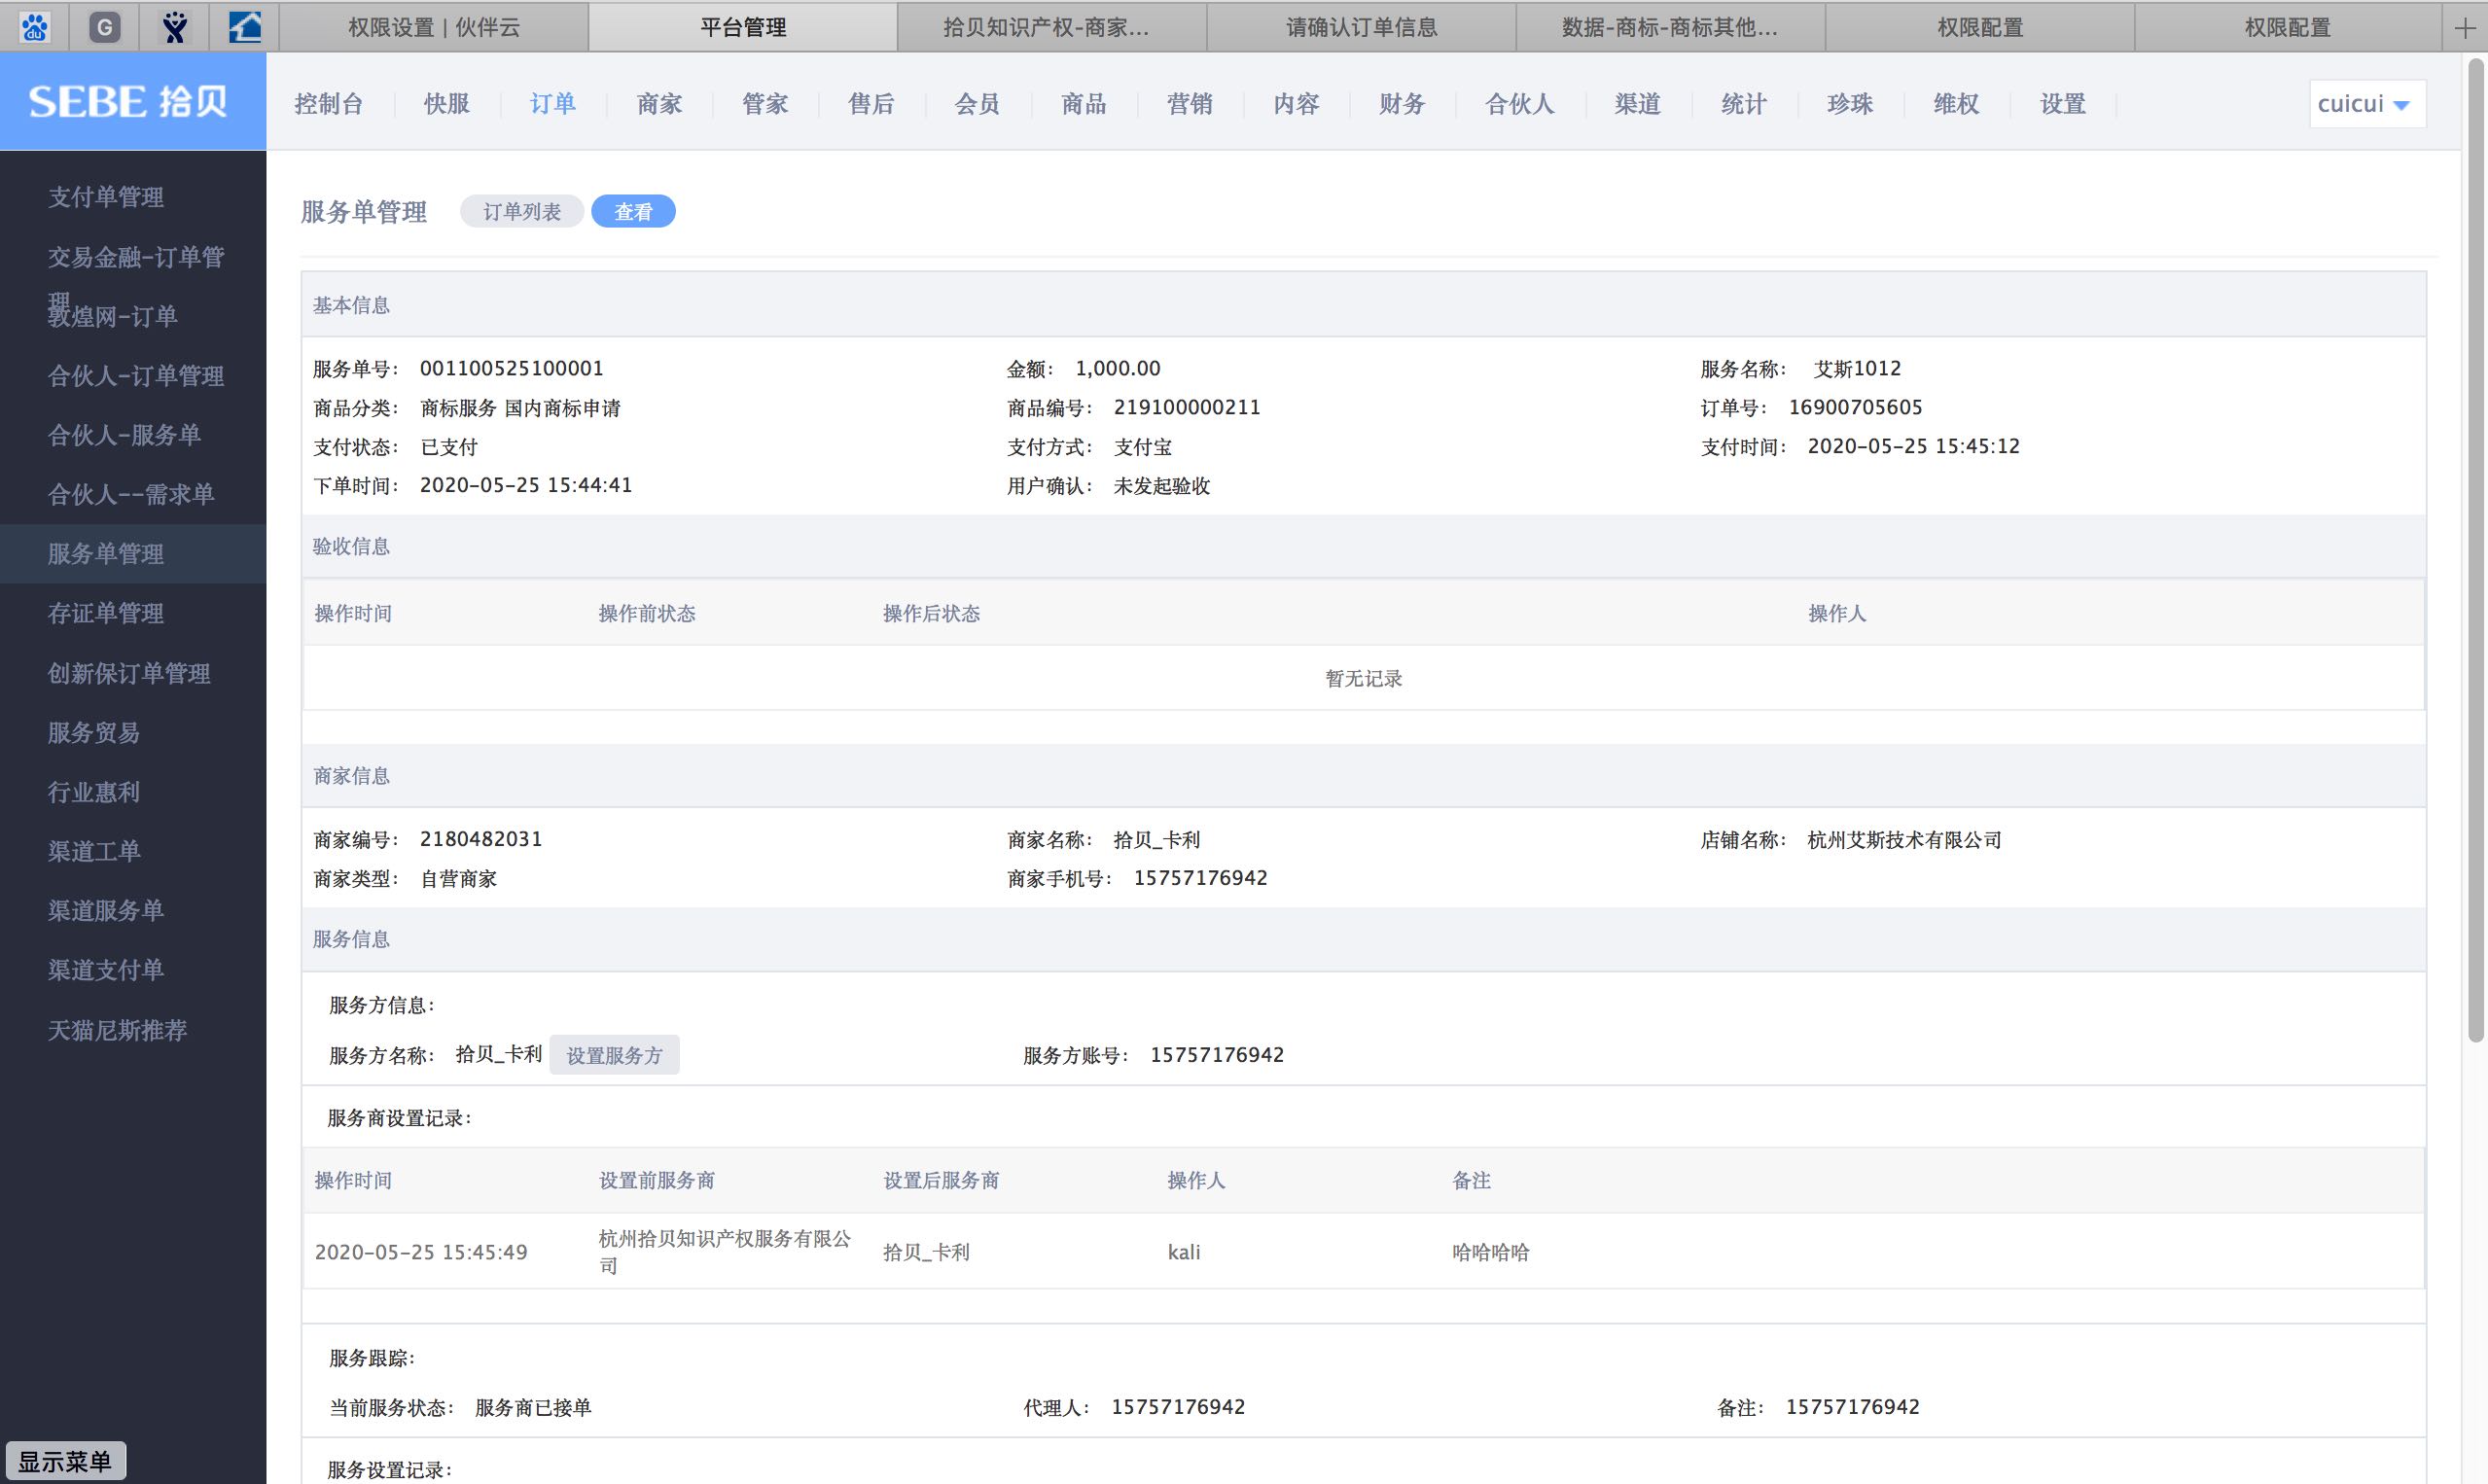 du
G
权限设置 | 伙伴云
平台管理
拾贝知识产权-商家...
请确认订单信息
数据-商标-商标其他...
权限配置
权限配置
SEBE 拾贝
控制台 快服 订单 商家 管家 售后 会员 商品 营销 内容 财务 合伙人 渠道 统计 珍珠 维权 设置
cuicui
支付单管理
交易金融-订单管
理
敦煌网-订单
合伙人-订单管理
合伙人-服务单
合伙人--需求单
服务单管理
存证单管理
创新保订单管理
服务贸易
行业惠利
渠道工单
渠道服务单
渠道支付单
天猫尼斯推荐
显示菜单
服务单管理 订单列表 查看
基本信息
服务单号: 001100525100001 金额: 1,000.00 服务名称: 艾斯1012
商品分类: 商标服务 国内商标申请 商品编号: 219100000211 订单号: 16900705605
支付状态: 已支付 支付方式: 支付宝 支付时间: 2020-05-25 15:45:12
下单时间: 2020-05-25 15:44:41 用户确认: 未发起验收
验收信息
操作时间 操作前状态 操作后状态 操作人
暂无记录
商家信息
商家编号: 2180482031 商家名称: 拾贝_卡利 店铺名称: 杭州艾斯技术有限公司
商家类型: 自营商家 商家手机号: 15757176942
服务信息
服务方信息:
服务方名称: 拾贝_卡利 设置服务方 服务方账号: 15757176942
服务商设置记录:
操作时间 设置前服务商 设置后服务商 操作人 备注
2020-05-25 15:45:49 杭州拾贝知识产权服务有限公
司 拾贝_卡利 kali 哈哈哈哈
服务跟踪:
当前服务状态: 服务商已接单 代理人: 15757176942 备注: 15757176942
服务设置记录: